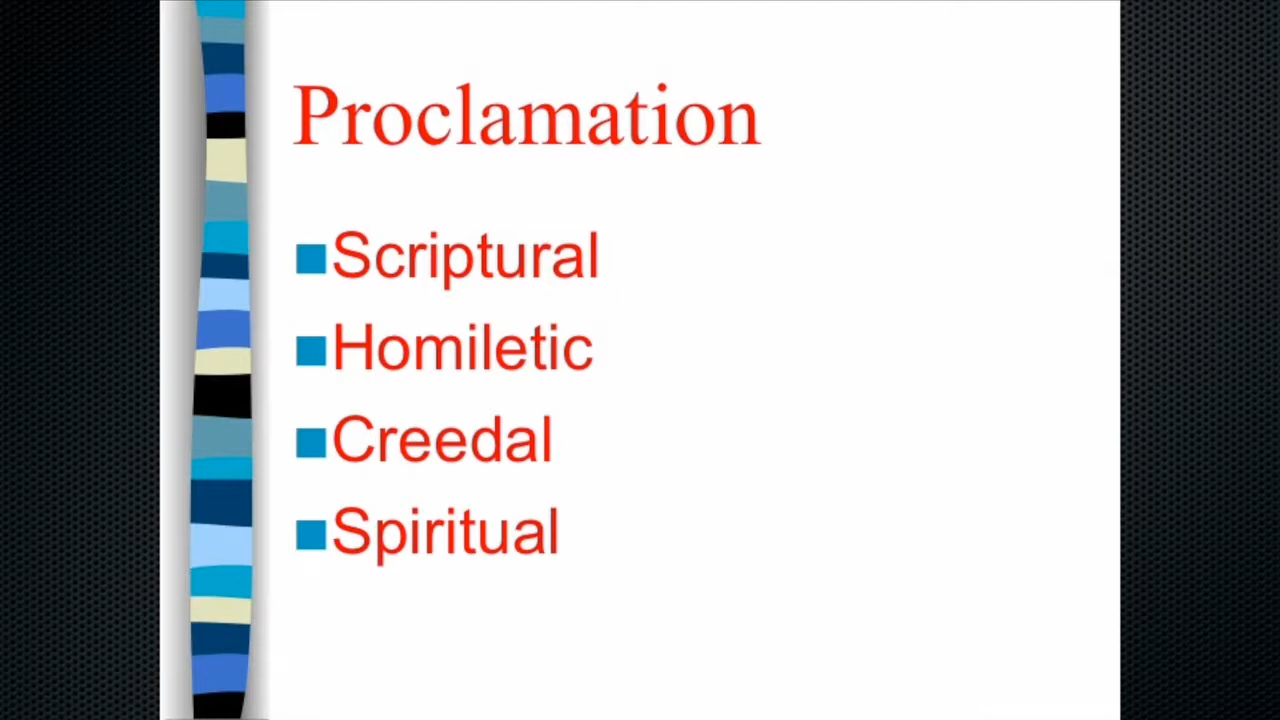 Proclamation
Scriptural
Homiletic
Creedal
Spiritual